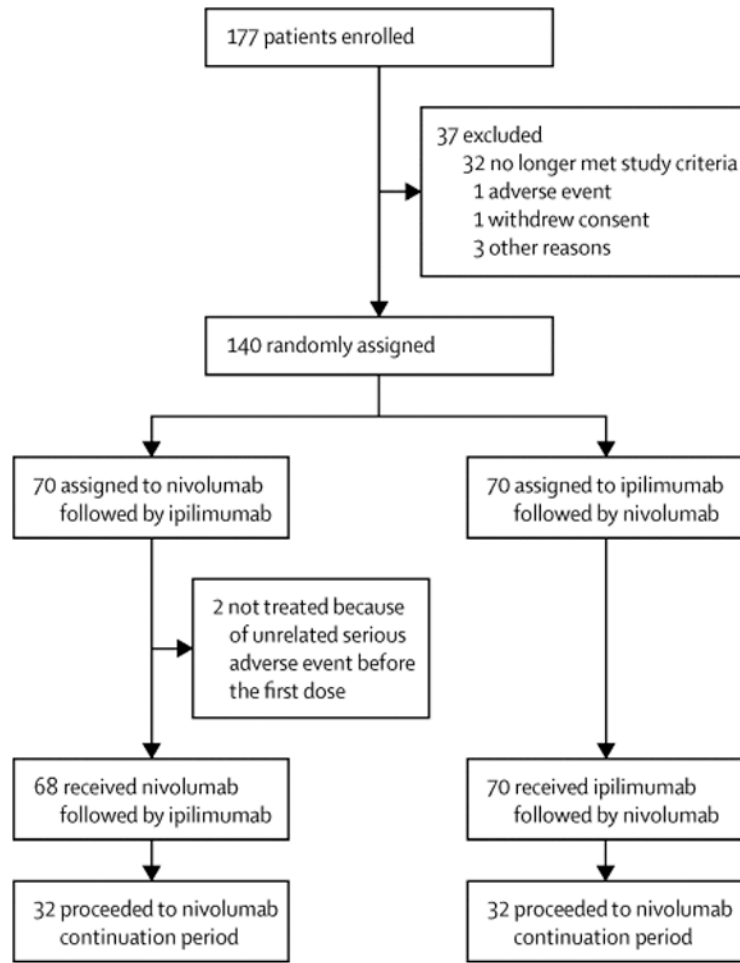 177 patients enrolled
37 excluded
32 no longer met study criteria
1 adverse event
1 withdrew consent
3 other reasons
140 randomly assigned
70 assigned to nivolumab
followed by ipilimumab
70 assigned to ipilimumab
followed by nivolumab
2 not treated because
of unrelated serious
adverse event before
the first dose
68 received nivolumab
followed by ipilimumab
70 received ipilimumab
followed by nivolumab
32 proceeded to nivolumab
continuation period
32 proceeded to nivolumab
continuation period